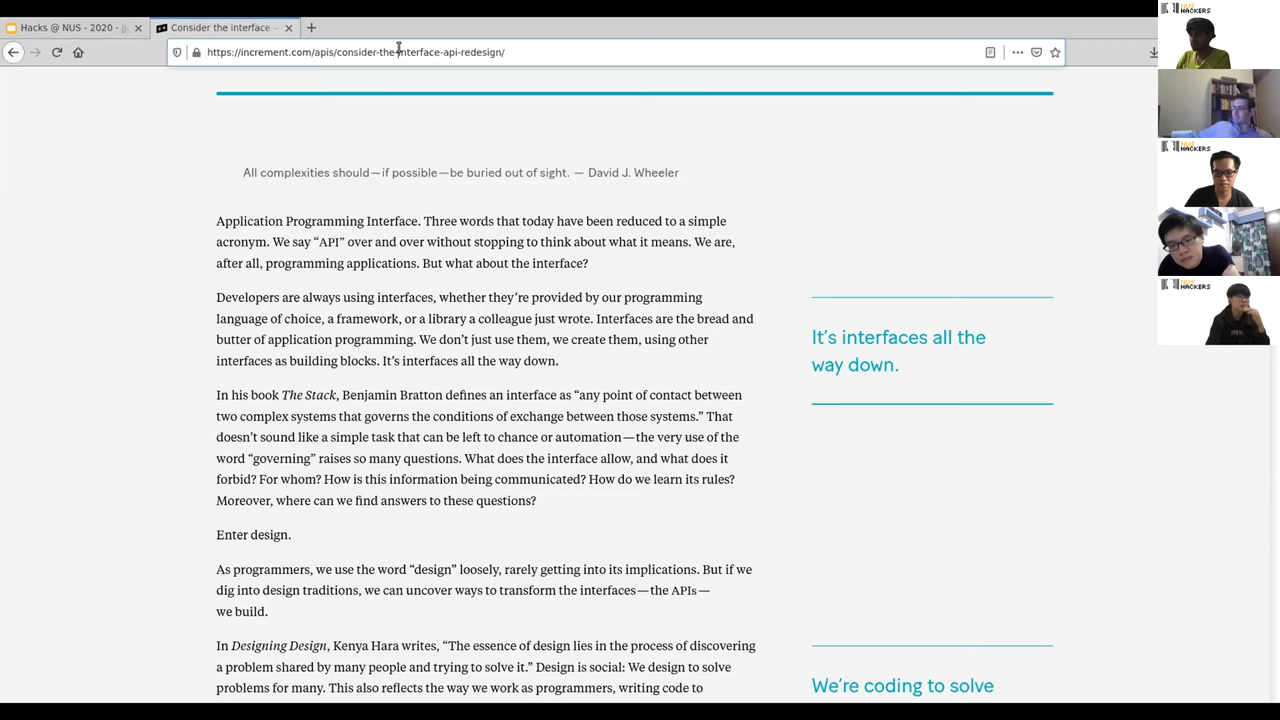 Hacks @ NUS - 2020 -
Consider the interface
https://increment.com/apis/consider-the-interface-api-redesign/
All complexities should—if possible—be buried out of sight. — David J. Wheeler
Application Programming Interface. Three words that today have been reduced to a simple
acronym. We say “API” over and over without stopping to think about what it means. We are,
after all, programming applications. But what about the interface?
Developers are always using interfaces, whether they’re provided by our programming
language of choice, a framework, or a library a colleague just wrote. Interfaces are the bread and
butter of application programming. We don’t just use them, we create them, using other
interfaces as building blocks. It’s interfaces all the way down.
It’s interfaces all the
way down.
In his book The Stack, Benjamin Bratton defines an interface as “any point of contact between
two complex systems that governs the conditions of exchange between those systems.” That
doesn’t sound like a simple task that can be left to chance or automation—the very use of the
word “governing” raises so many questions. What does the interface allow, and what does it
forbid? For whom? How is this information being communicated? How do we learn its rules?
Moreover, where can we find answers to these questions?
Enter design.
As programmers, we use the word “design” loosely, rarely getting into its implications. But if we
dig into design traditions, we can uncover ways to transform the interfaces—the APIs—
we build.
In Designing Design, Kenya Hara writes, “The essence of design lies in the process of discovering
a problem shared by many people and trying to solve it.” Design is social: We design to solve
problems for many. This also reflects the way we work as programmers, writing code to
We’re coding to solve
NUS
HACKERS
NUS
HACKERS
NUS
HACKERS